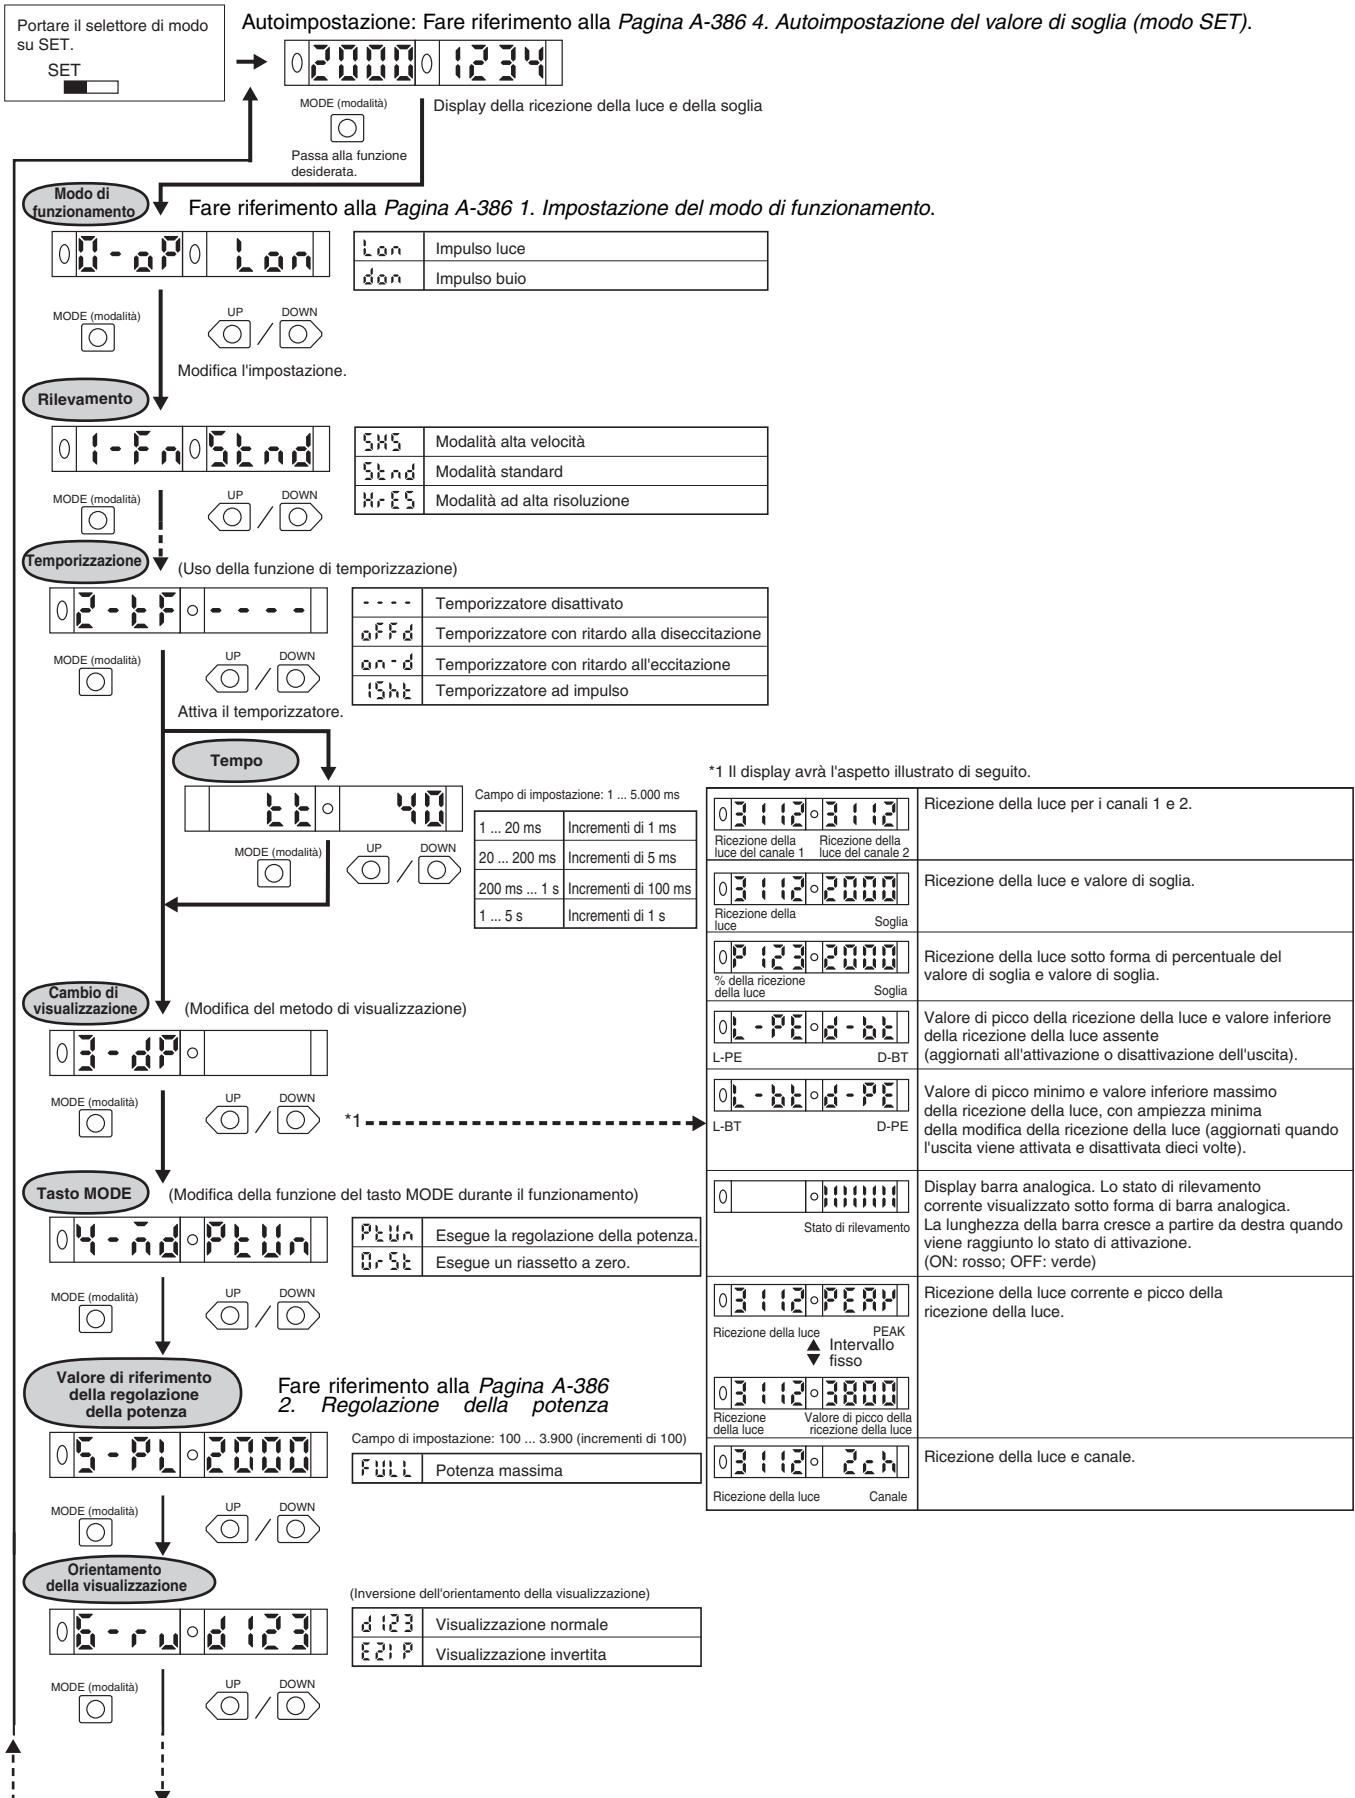 Portare il selettore di modo
su SET.
SET
Autoimpostazione: Fare riferimento alla Pagina A-386 4. Autoimpostazione del valore di soglia (modo SET).
2000 1234
MODE (modalità)
Display della ricezione della luce e della soglia
Passa alla funzione
desiderata.
Modo di
funzionamento
Fare riferimento alla Pagina A-386 1. Impostazione del modo di funzionamento.
0-oP Lon
Lon Impulso luce
don Impulso buio
MODE (modalità) UP / DOWN
Modifica l'impostazione.
Rilevamento
1-Fn Stnd
SHS Modalità alta velocità
Stnd Modalità standard
HrES Modalità ad alta risoluzione
MODE (modalità) UP / DOWN
Temporizzazione
(Uso della funzione di temporizzazione)
2-tF ----
---- Temporizzatore disattivato
oFFd Temporizzatore con ritardo alla diseccitazione
on-d Temporizzatore con ritardo all'eccitazione
1Sht Temporizzatore ad impulso
MODE (modalità) UP / DOWN
Attiva il temporizzatore.
Tempo
tt 40
MODE (modalità) UP / DOWN
Campo di impostazione: 1 ... 5.000 ms
1 ... 20 ms Incrementi di 1 ms
20 ... 200 ms Incrementi di 5 ms
200 ms ... 1 s Incrementi di 100 ms
1 ... 5 s Incrementi di 1 s
Cambio di
visualizzazione
(Modifica del metodo di visualizzazione)
3-dP
MODE (modalità) UP / DOWN
*1
Tasto MODE
(Modifica della funzione del tasto MODE durante il funzionamento)
4-md PtUn
PtUn Esegue la regolazione della potenza.
0rSt Esegue un riassetto a zero.
MODE (modalità) UP / DOWN
Valore di riferimento
della regolazione
della potenza
Fare riferimento alla Pagina A-386
2. Regolazione della potenza
5-PL 2000
Campo di impostazione: 100 ... 3.900 (incrementi di 100)
FULL Potenza massima
MODE (modalità) UP / DOWN
Orientamento
della visualizzazione
(Inversione dell'orientamento della visualizzazione)
6-ru d123
d123 Visualizzazione normale
E21P Visualizzazione invertita
MODE (modalità) UP / DOWN
*1 Il display avrà l'aspetto illustrato di seguito.
3112 3112
Ricezione della
luce del canale 1
Ricezione della
luce del canale 2
Ricezione della luce per i canali 1 e 2.
3112 2000
Ricezione della
luce
Soglia
Ricezione della luce e valore di soglia.
P123 2000
% della ricezione
della luce
Soglia
Ricezione della luce sotto forma di percentuale del
valore di soglia e valore di soglia.
L-PE d-bt
L-PE D-BT
Valore di picco della ricezione della luce e valore inferiore
della ricezione della luce assente
(aggiornati all'attivazione o disattivazione dell'uscita).
L-bt d-PE
L-BT D-PE
Valore di picco minimo e valore inferiore massimo
della ricezione della luce, con ampiezza minima
della modifica della ricezione della luce (aggiornati quando
l'uscita viene attivata e disattivata dieci volte).
Stato di rilevamento
Display barra analogica. Lo stato di rilevamento
corrente visualizzato sotto forma di barra analogica.
La lunghezza della barra cresce a partire da destra quando
viene raggiunto lo stato di attivazione.
(ON: rosso; OFF: verde)
3112 PEAK
Ricezione della luce PEAK
Intervallo
fisso
3112 3800
Ricezione
della luce
Valore di picco della
ricezione della luce
Ricezione della luce corrente e picco della
ricezione della luce.
3112 2ch
Ricezione della luce Canale
Ricezione della luce e canale.